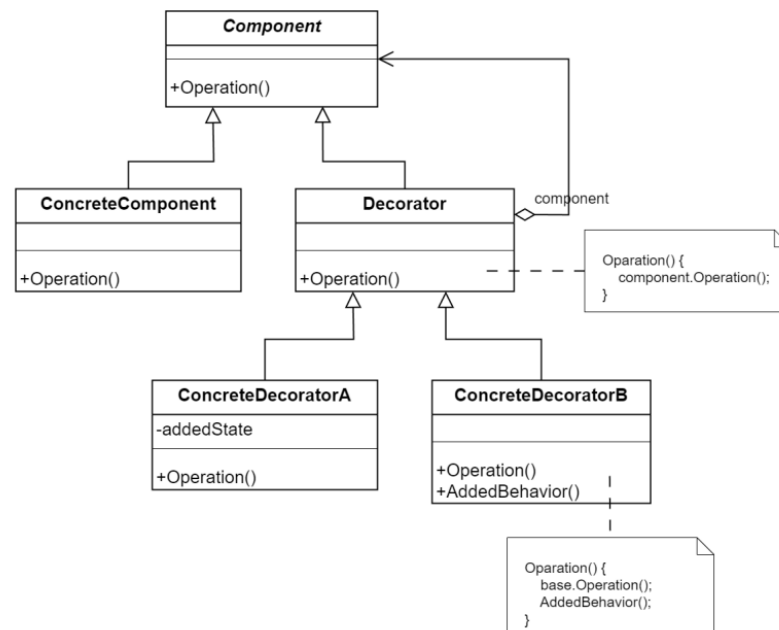 Component
+Operation()
ConcreteComponent
+Operation()
Decorator
+Operation()
component
Oparation() {
component.Operation();
}
ConcreteDecoratorA
-addedState
+Operation()
ConcreteDecoratorB
+Operation()
+AddedBehavior()
Oparation() {
base.Operation();
AddedBehavior();
}